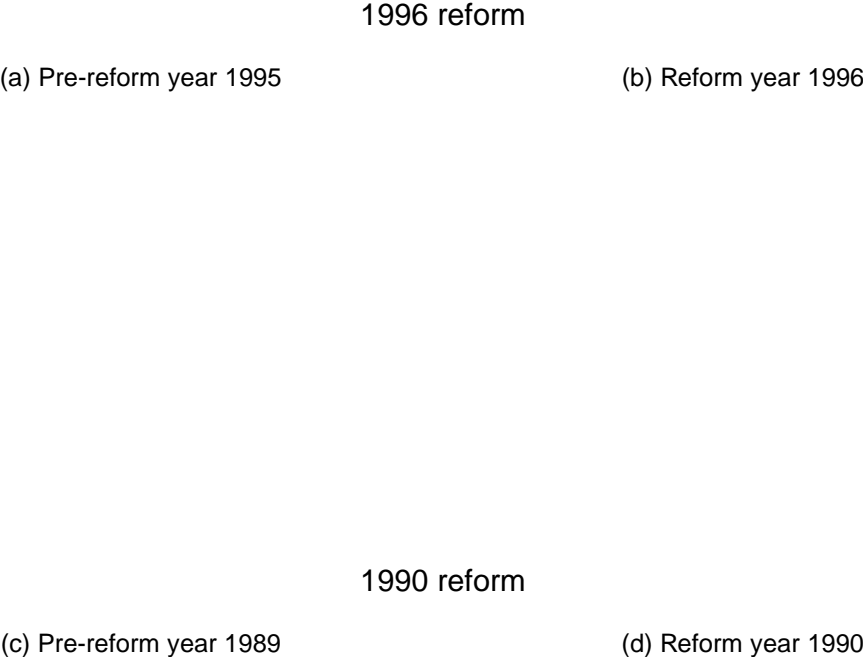 1996 reform
(a) Pre-reform year 1995
(b) Reform year 1996
1990 reform
(c) Pre-reform year 1989
(d) Reform year 1990